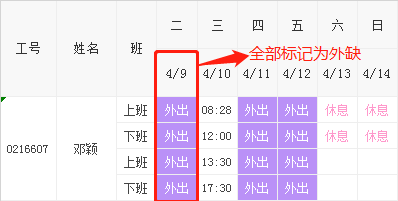 工号 姓名 班 二 三 四 五 六 日
全部标记为外缺
4/9 4/10 4/11 4/12 4/13 4/14
上班 外出 08:28 外出 外出 休息 休息
下班 外出 12:00 外出 外出 休息 休息
0216607 邓颖
上班 外出 13:30 外出 外出
下班 外出 17:30 外出 外出